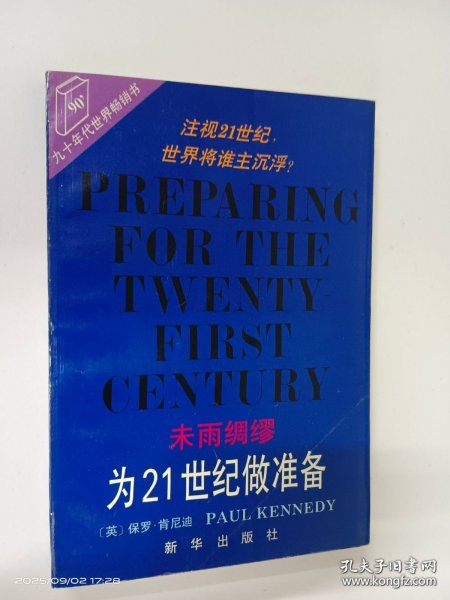 90'
九十年代世界畅销书
注视21世纪,
世界将谁主沉浮?
PREPARING
FOR THE
TWENTY-
FIRST
CENTURY
未雨绸缪
为21世纪做准备
〔英〕保罗·肯尼迪 PAUL KENNEDY
新华出版社
2025/09/02 17:28
孔夫子旧书网
www.kongfz.com